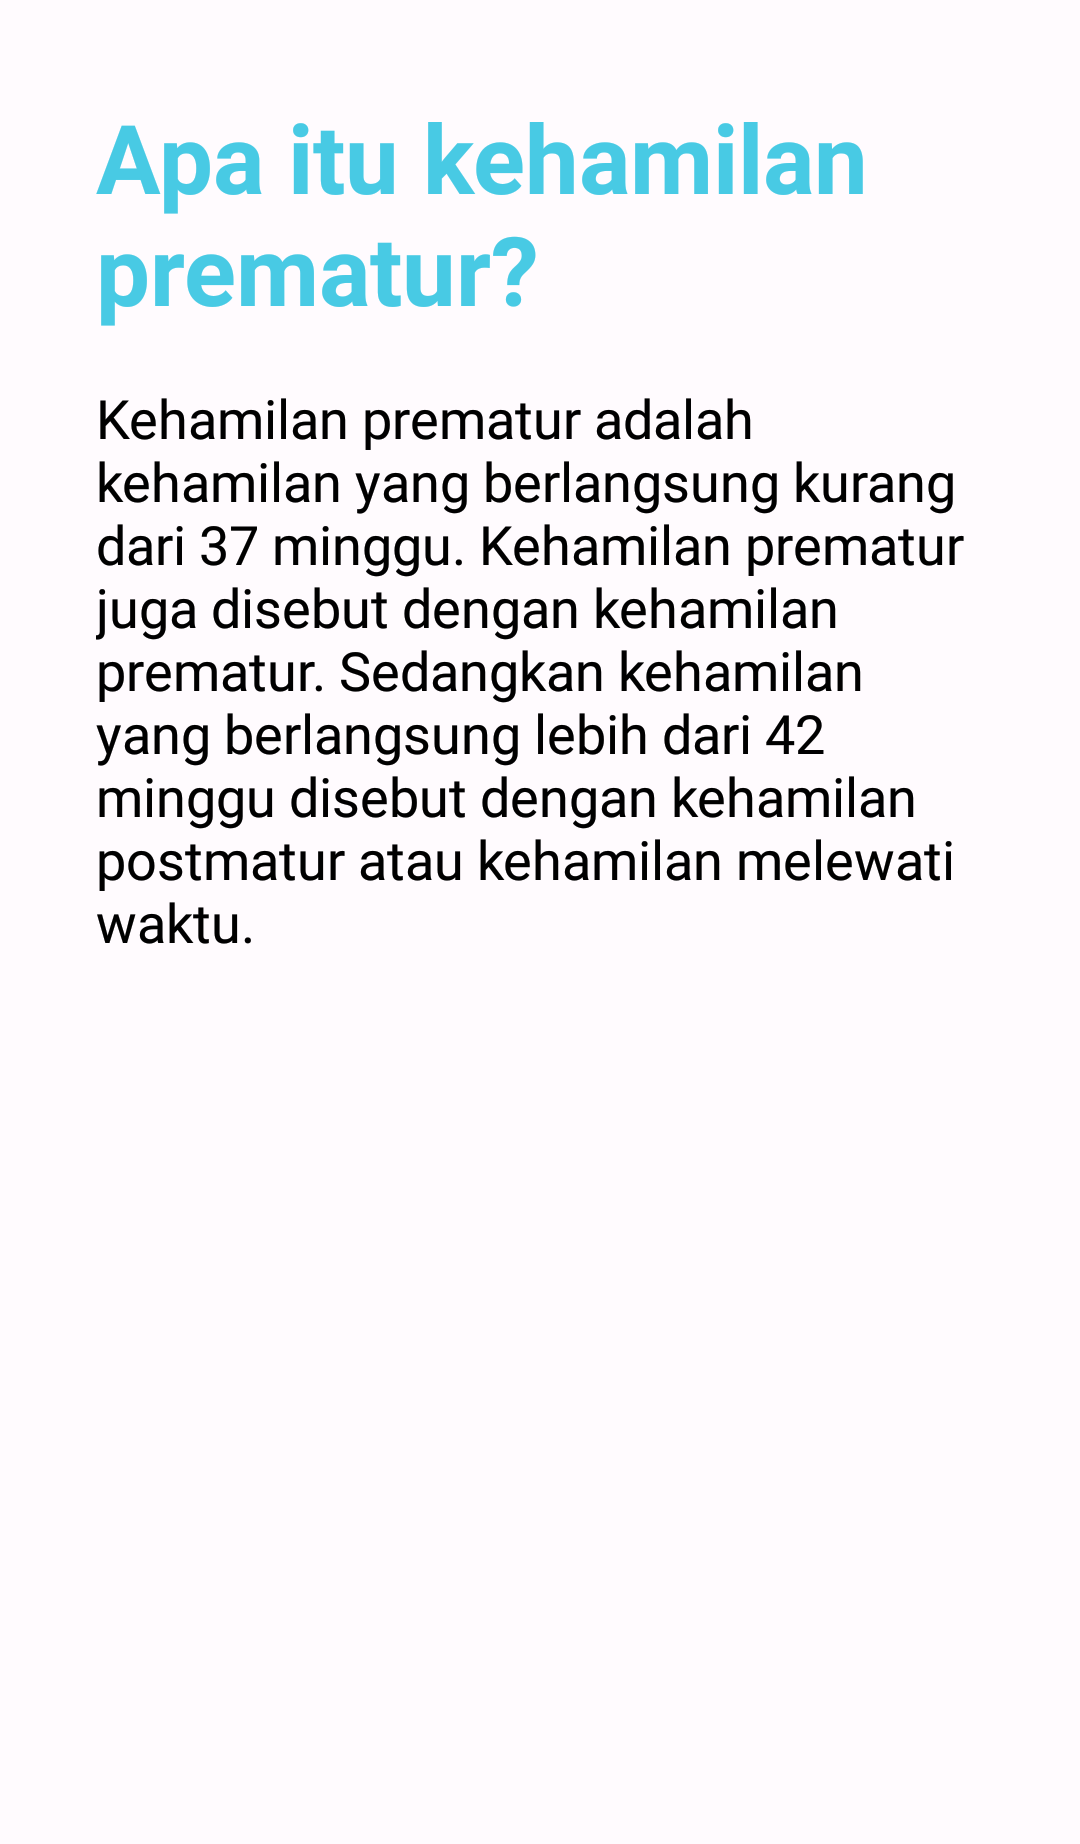 Apa itu kehamilan
prematur?
Kehamilan prematur adalah
kehamilan yang berlangsung kurang
dari 37 minggu. Kehamilan prematur
juga disebut dengan kehamilan
prematur. Sedangkan kehamilan
yang berlangsung lebih dari 42
minggu disebut dengan kehamilan
postmatur atau kehamilan melewati
waktu.